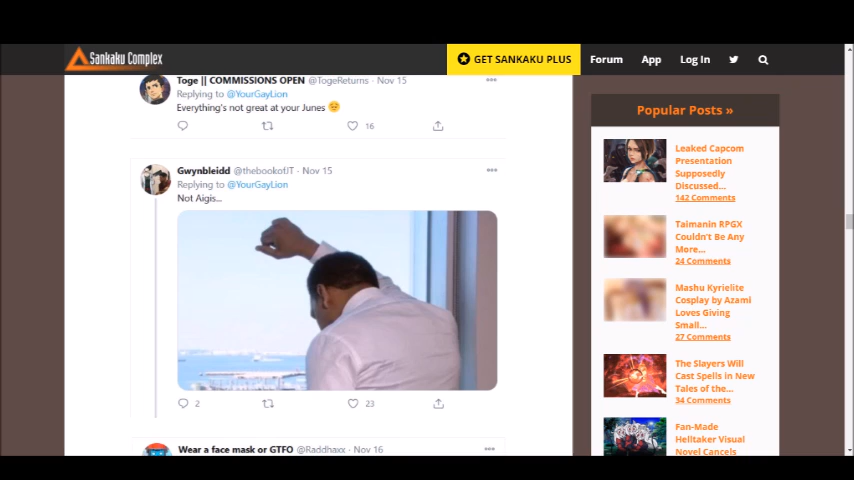 Sankaku Complex
GET SANKAKU PLUS
Forum
App
Log In
Toge || COMMISSIONS OPEN @TogeReturns · Nov 15
Replying to @YourGayLion
Everything's not great at your Junes
16
Gwynbleidd @thebookofJT · Nov 15
Replying to @YourGayLion
Not Aigis...
2
23
Wear a face mask or GTFO @Raddhaxx · Nov 16
Popular Posts »
Leaked Capcom
Presentation
Supposedly
Discussed...
142 Comments
Taimanin RPGX
Couldn't Be Any
More...
24 Comments
Mashu Kyrielite
Cosplay by Azami
Loves Giving
Small...
27 Comments
The Slayers Will
Cast Spells in New
Tales of the...
34 Comments
Fan-Made
Helltaker Visual
Novel Cancels